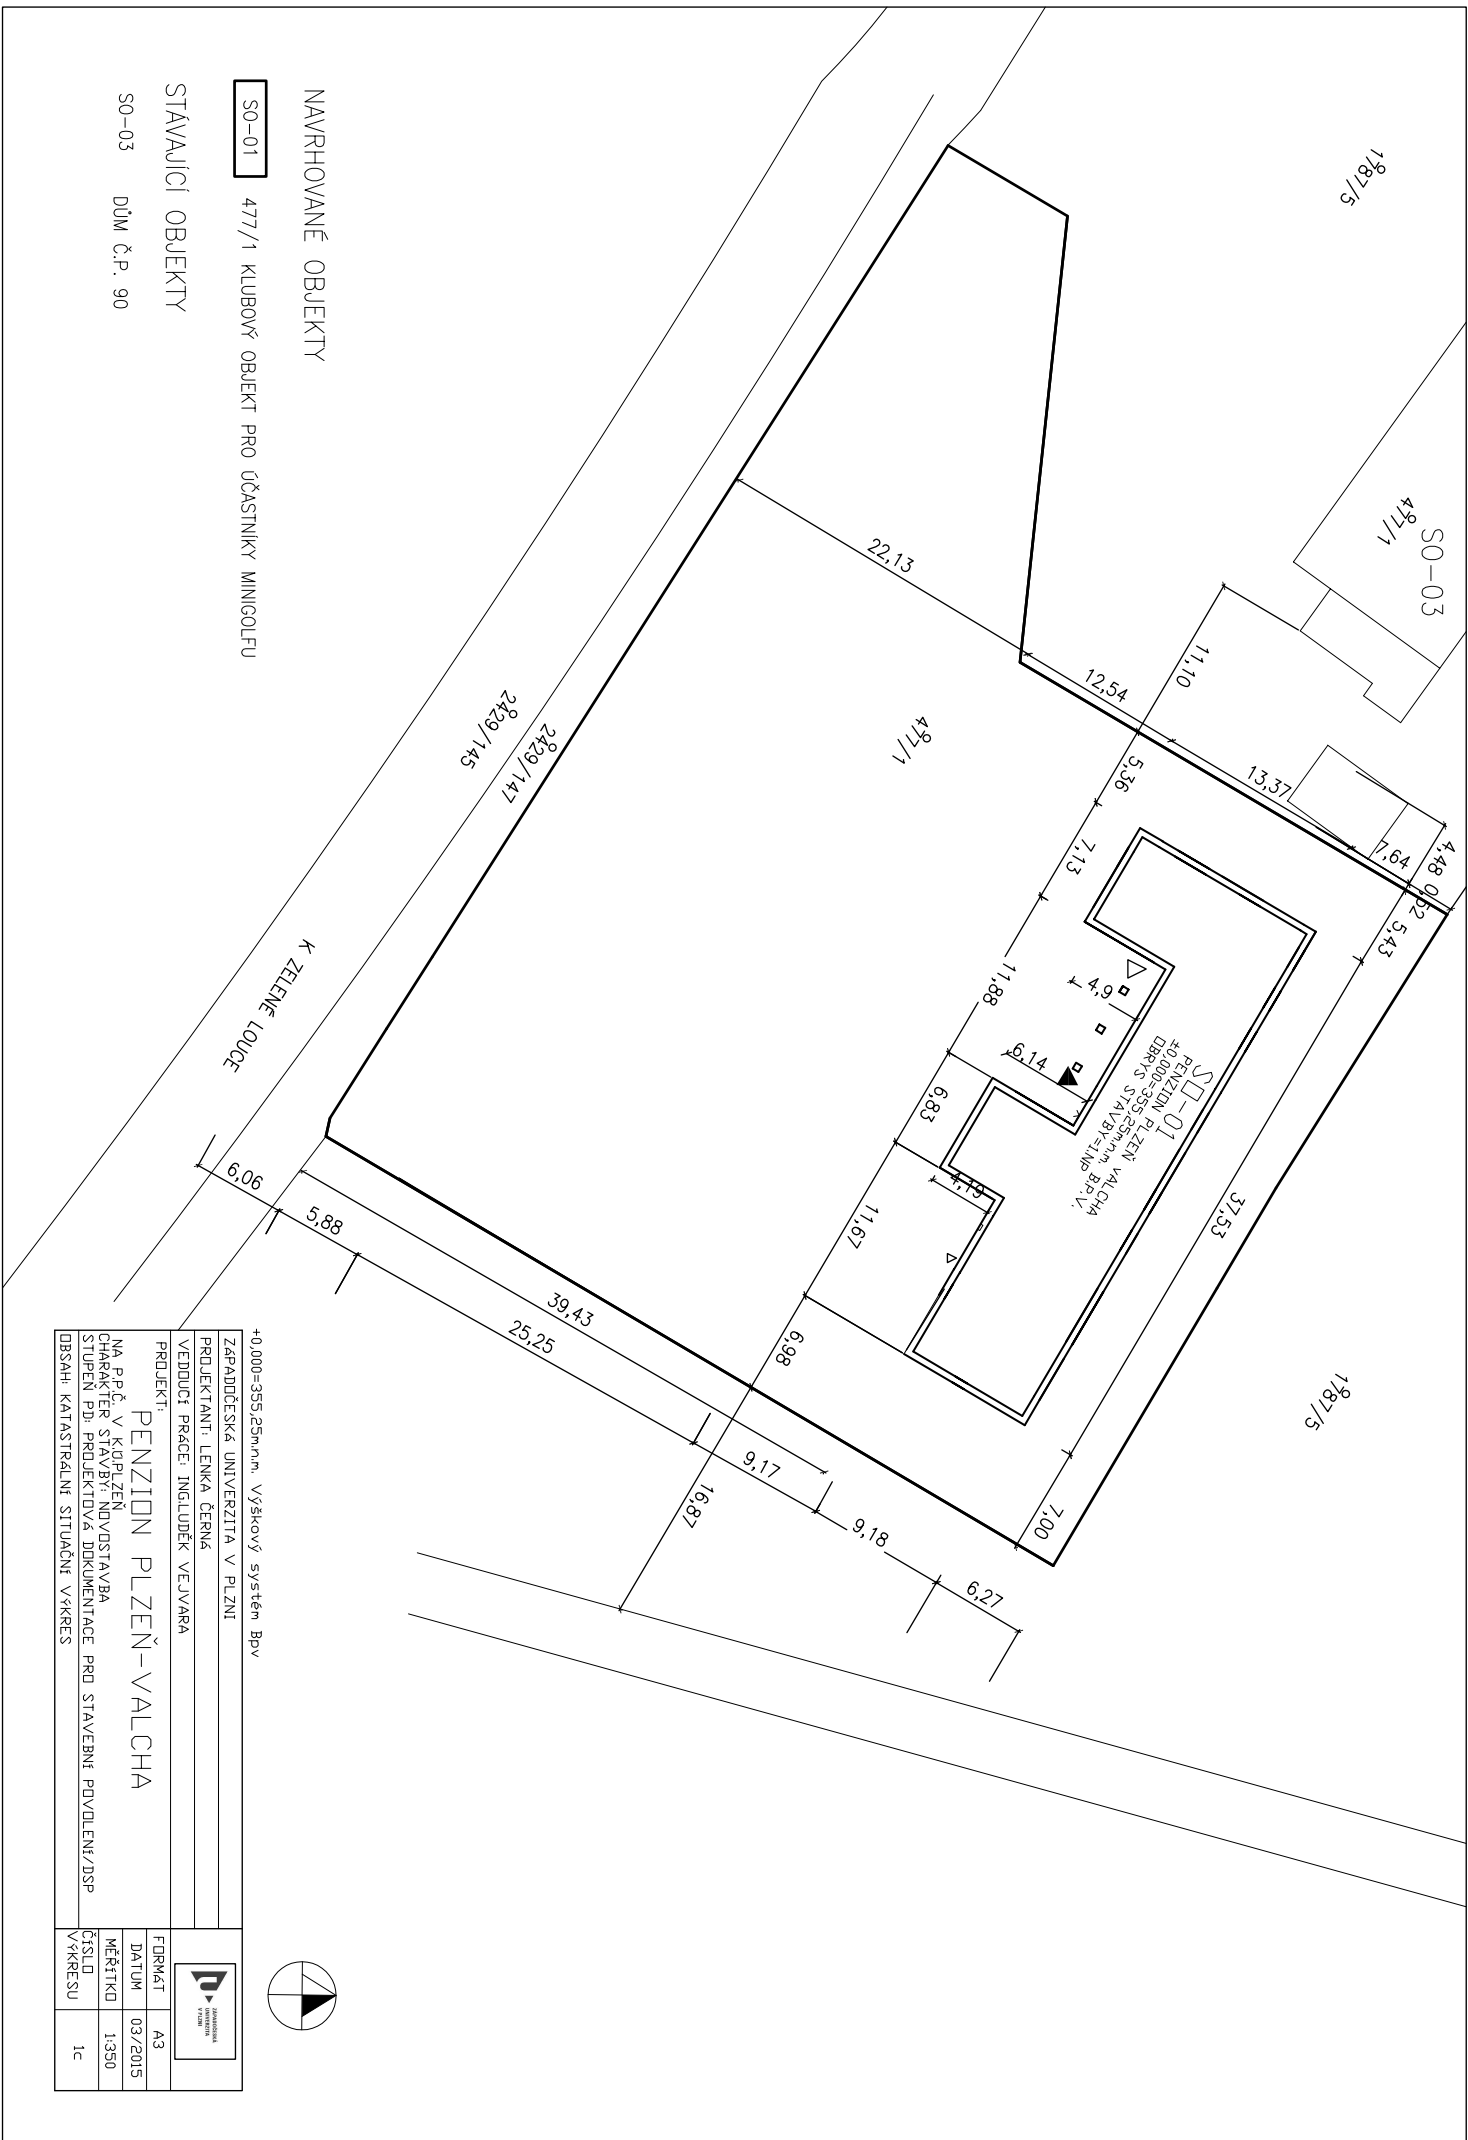 1787/5
SO-03
477/1
11,10
12,54
22,13
13,37
7,64
4,48
0,62
5,43
5,36
7,13
477/1
11,88
4,9
6,14
6,83
4,19
11,67
6,98
16,87
37,53
7,00
SO-01
PENZION PLZEŇ VALCHA
±0,000=355,25m.n.m. B.P.V.
OBRYS STAVBY=1.NP
1787/5
2429/145
2429/147
K ZELENÉ LOUCE
6,06
5,88
39,43
25,25
9,17
9,18
6,27
NAVRHOVANÉ OBJEKTY
SO-01 477/1 KLUBOVÝ OBJEKT PRO ÚČASTNÍKY MINIGOLFU
STÁVAJÍCÍ OBJEKTY
SO-03 DŮM Č.P. 90
+0,000=355,25m.n.m. Výškový systém Bpv
ZÁPADOČESKÁ UNIVERZITA V PLZNI
PROJEKTANT: LENKA ČERNÁ
VEDOUCÍ PRÁCE: ING.LUDĚK VEJVARA
PROJEKT:
PENZION PLZEŇ-VALCHA
NA P.P.Č. V K.Ú.PLZEŇ
CHARAKTER STAVBY: NOVOSTAVBA
STUPEŇ PD: PROJEKTOVÁ DOKUMENTACE PRO STAVEBNÍ POVOLENÍ/DSP
OBSAH: KATASTRÁLNÍ SITUAČNÍ VÝKRES
ZÁPADOČESKÁ
UNIVERZITA
V PLZNI
FORMÁT A3
DATUM 03/2015
MĚŘÍTKO 1:350
ČÍSLO
VÝKRESU 1c